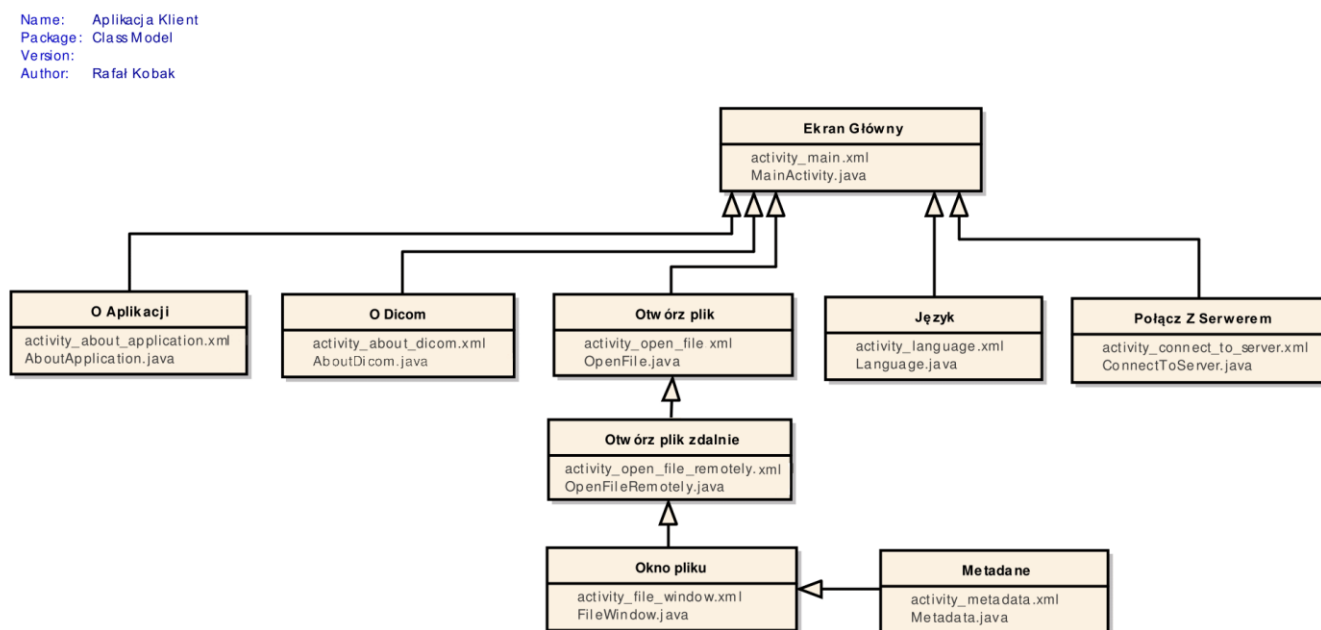 Name: Aplikacja Klient
Package: Class Model
Version:
Author: Rafał Kobak
Ekran Główny
activity_main.xml
MainActivity.java
O Aplikacji
activity_about_application.xml
AboutApplication.java
O Dicom
activity_about_dicom.xml
AboutDicom.java
Otwórz plik
activity_open_file xml
OpenFile.java
Język
activity_language.xml
Language.java
Połącz Z Serwerem
activity_connect_to_server.xml
ConnectToServer.java
Otwórz plik zdalnie
activity_open_file_remotely.xml
OpenFileRemotely.java
Okno pliku
activity_file_window.xml
FileWindow.java
Metadane
activity_metadata.xml
Metadata.java